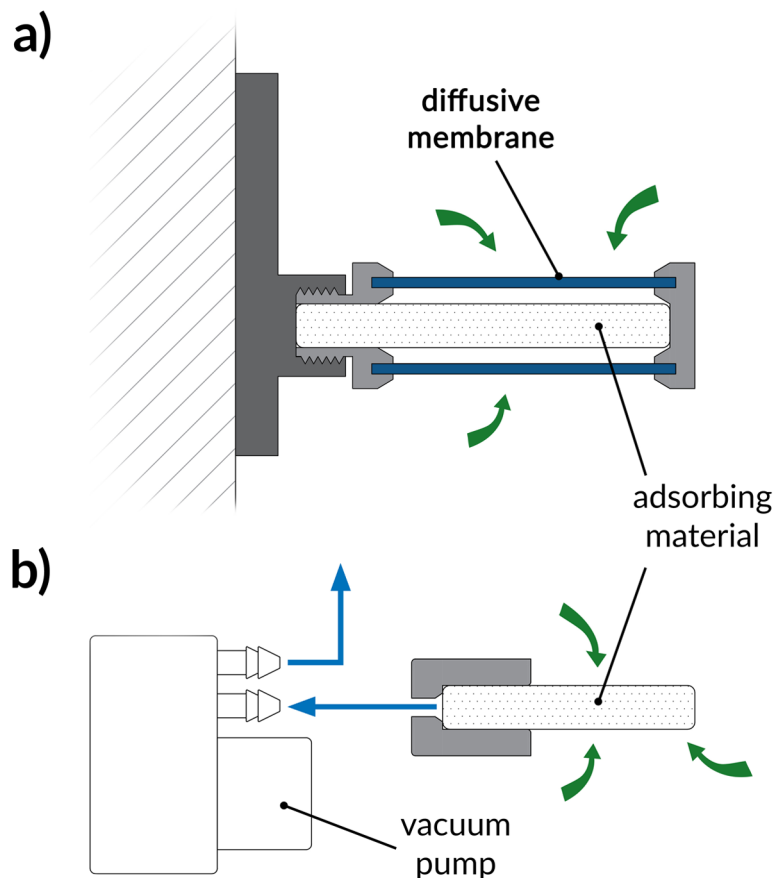 a)
diffusive
membrane
adsorbing
material
b)
vacuum
pump